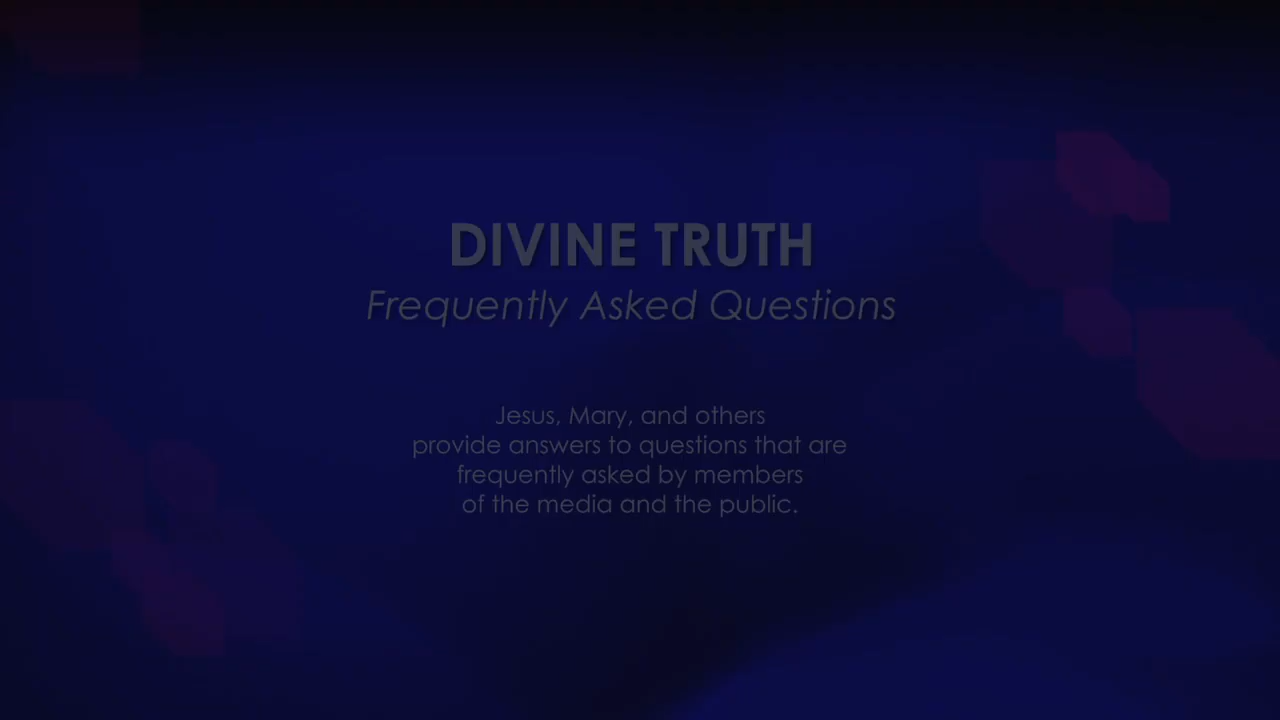 DIVINE TRUTH
Frequently Asked Questions
Jesus, Mary, and others
provide answers to questions that are
frequently asked by members
of the media and the public.